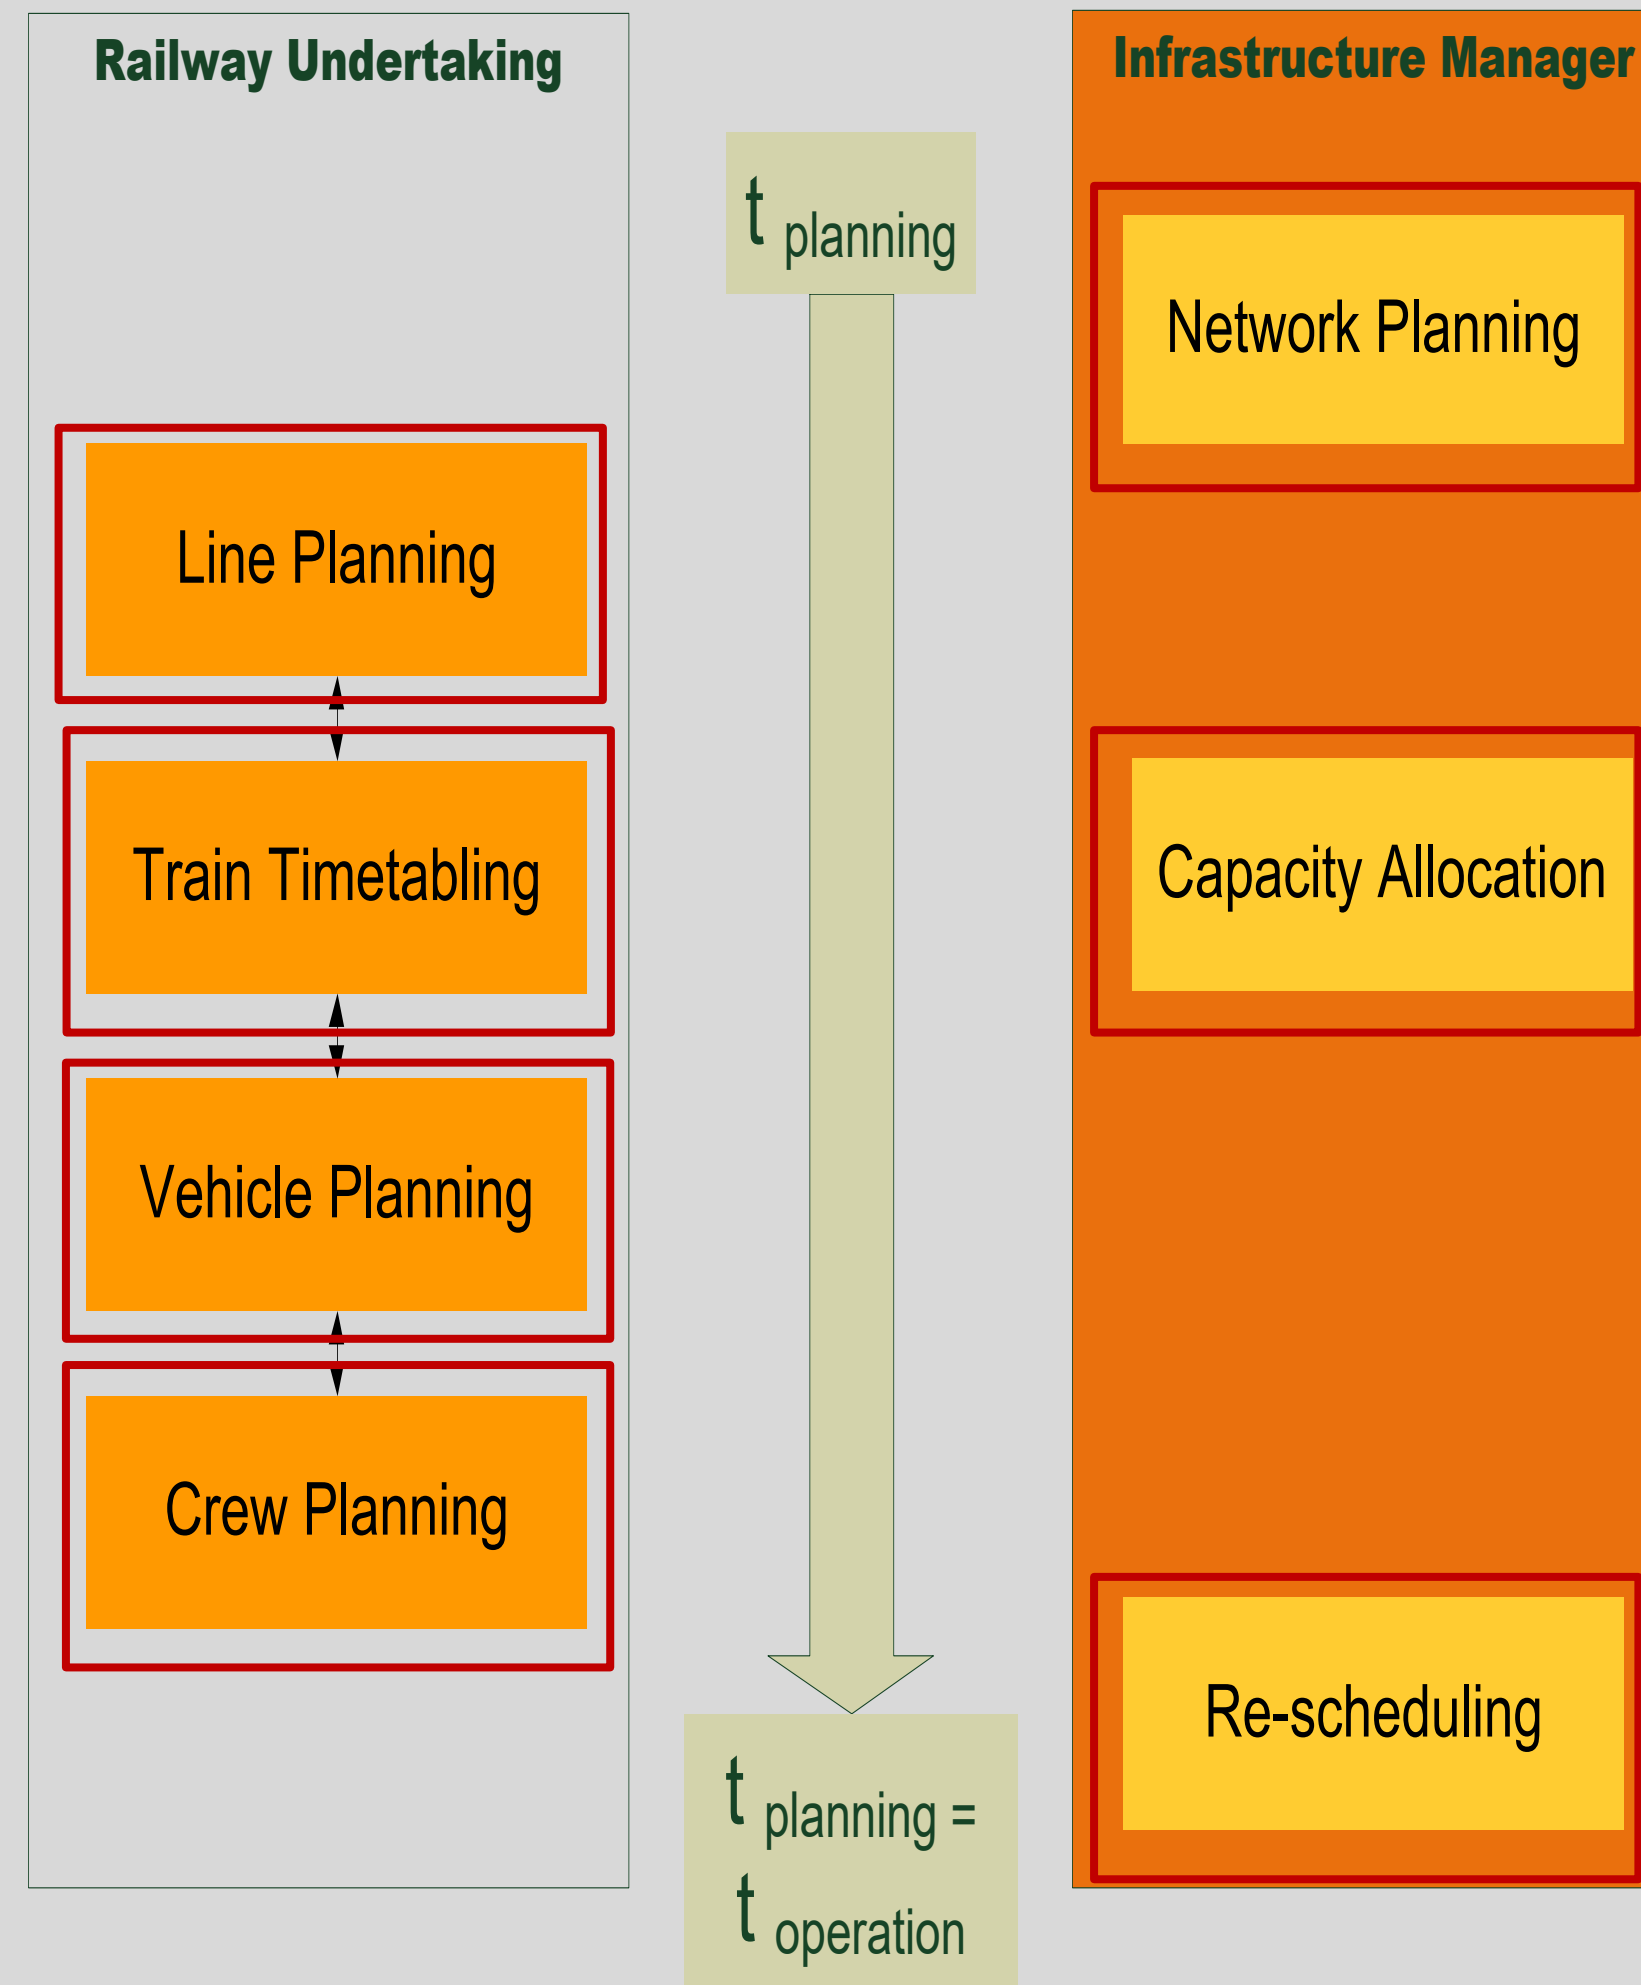 Railway Undertaking
Line Planning
Train Timetabling
Vehicle Planning
Crew Planning
t planning
t planning =
t operation
Infrastructure Manager
Network Planning
Capacity Allocation
Re-scheduling